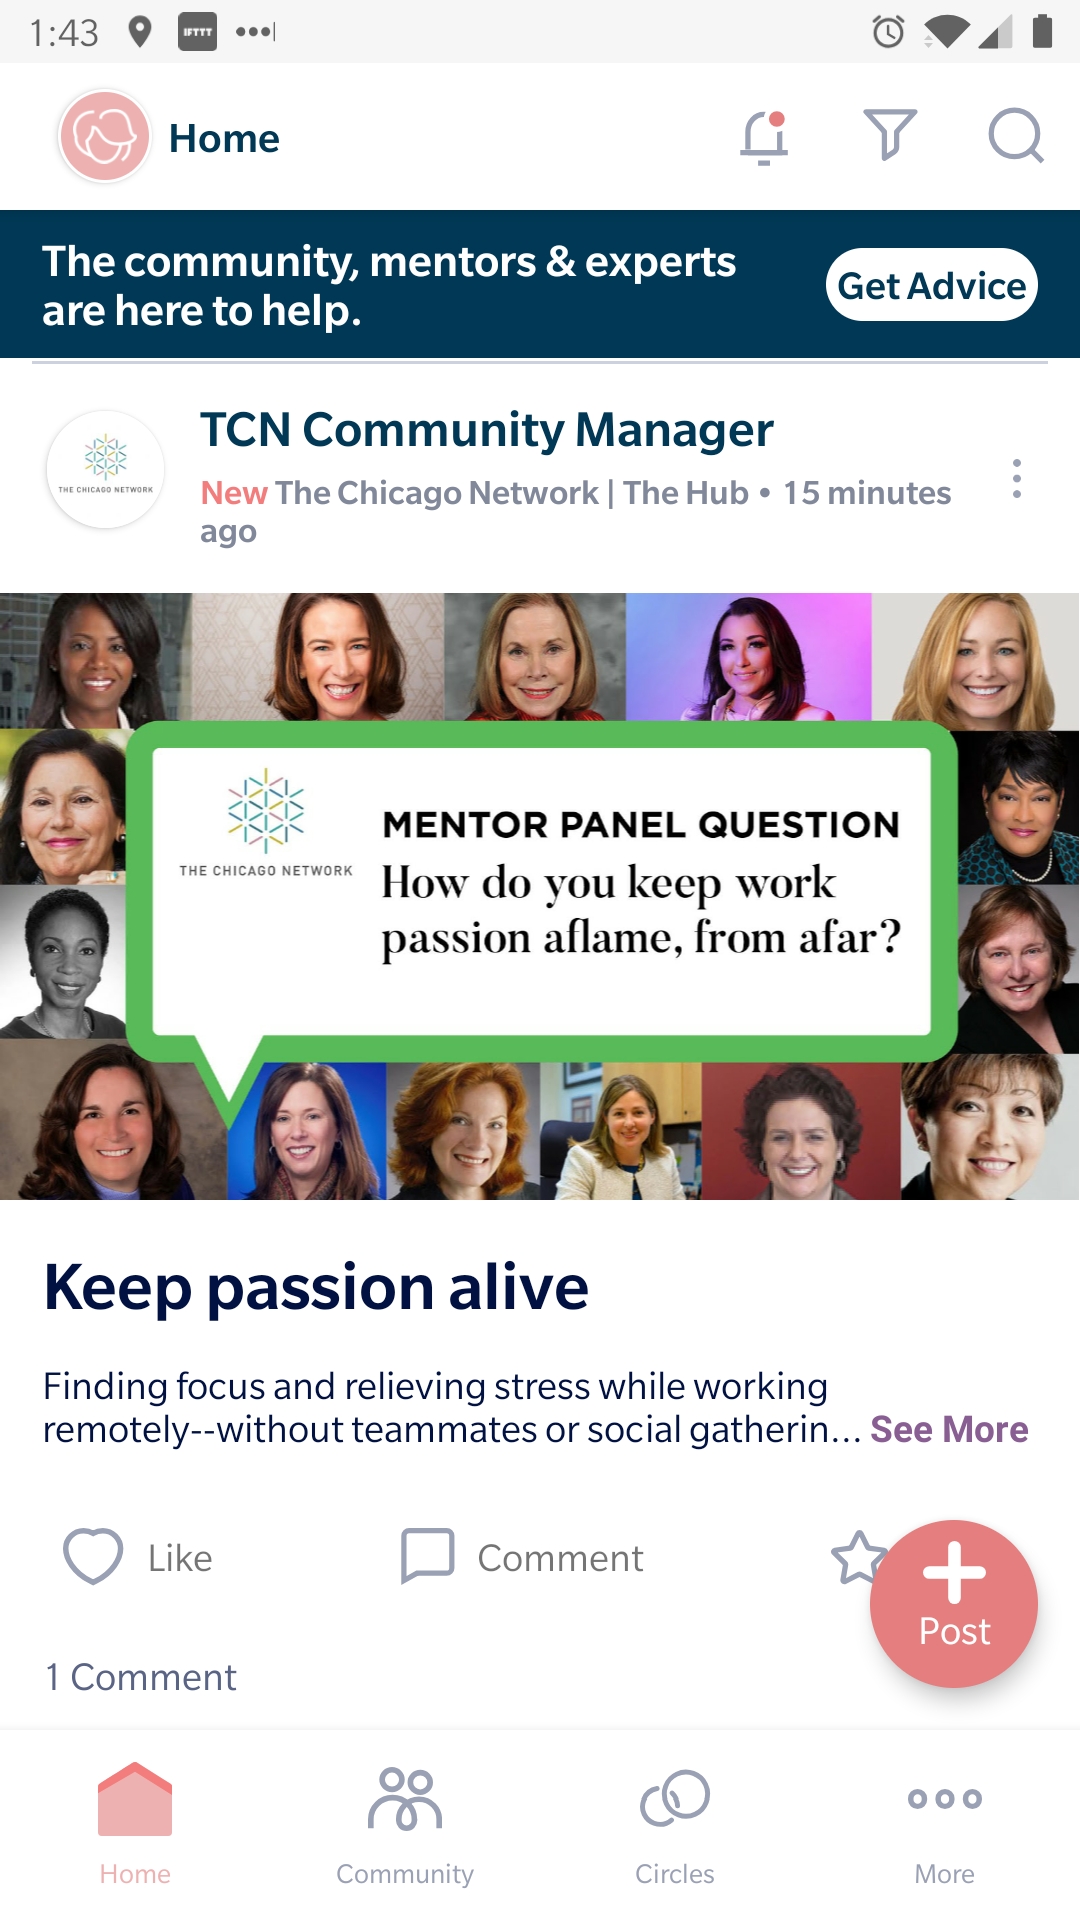 1:43
IFTTT
Home
The community, mentors & experts
are here to help.
Get Advice
THE CHICAGO NETWORK
TCN Community Manager
New The Chicago Network | The Hub • 15 minutes
ago
THE CHICAGO NETWORK
MENTOR PANEL QUESTION
How do you keep work
passion aflame, from afar?
Keep passion alive
Finding focus and relieving stress while working
remotely--without teammates or social gatherin... See More
Like
Comment
Post
1 Comment
Home
Community
Circles
More